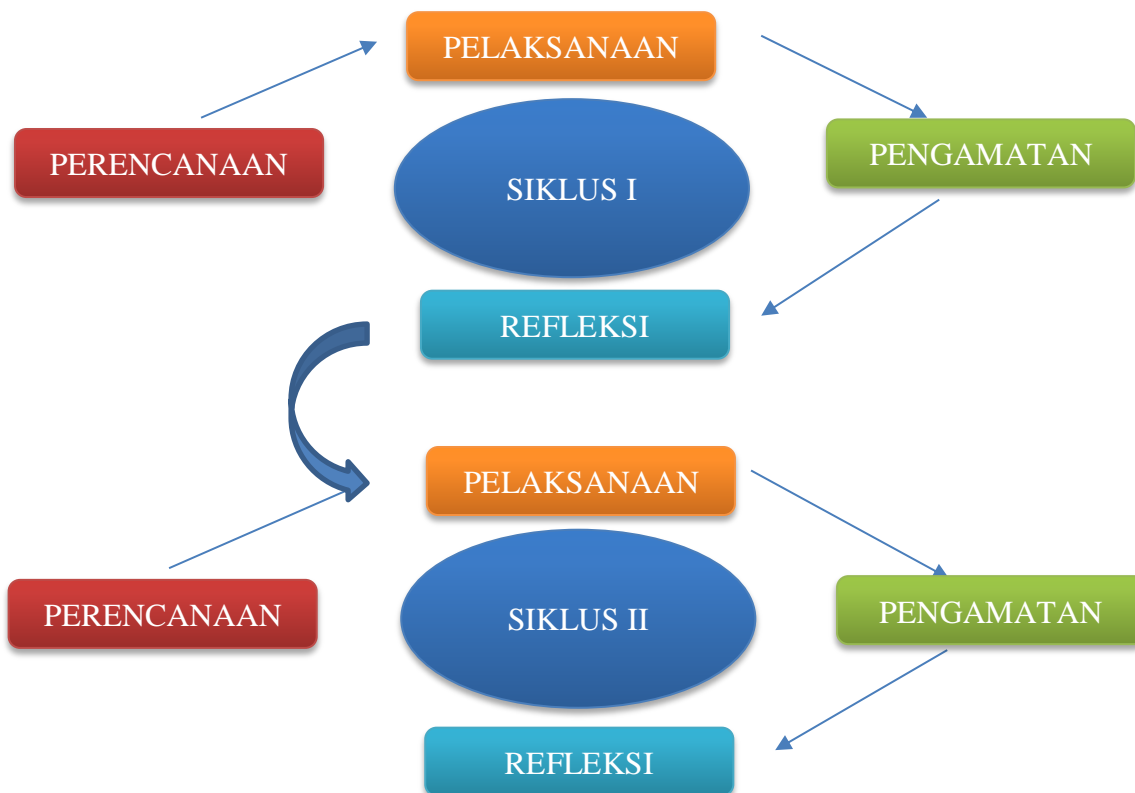 PELAKSANAAN
PERENCANAAN
PENGAMATAN
SIKLUS I
REFLEKSI
PELAKSANAAN
PERENCANAAN
PENGAMATAN
SIKLUS II
REFLEKSI